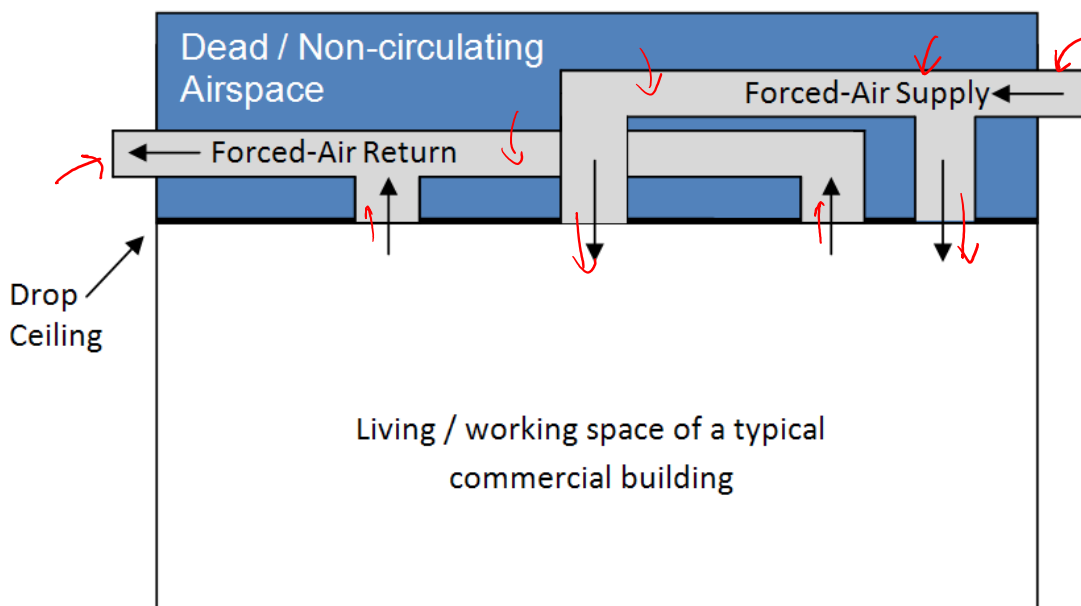 Dead / Non-circulating
Airspace
Forced-Air Supply
Forced-Air Return
Drop
Ceiling
Living / working space of a typical
commercial building